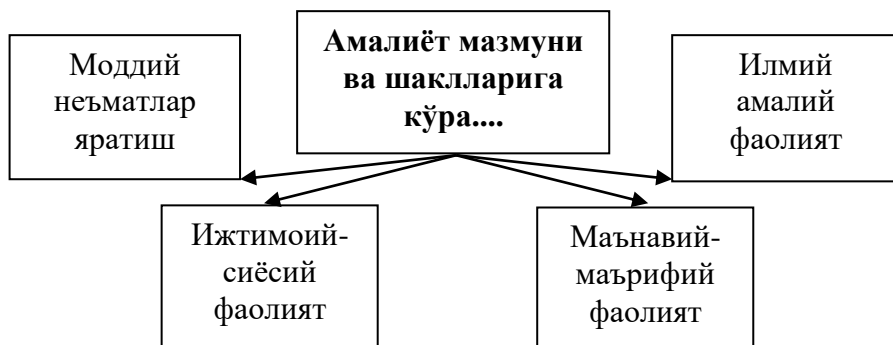 Амалиёт мазмуни
ва шаклларига
кўра....
Моддий
неъматлар
яратиш
Илмий
амалий
фаолият
Ижтимоий-
сиёсий
фаолият
Маънавий-
маърифий
фаолият